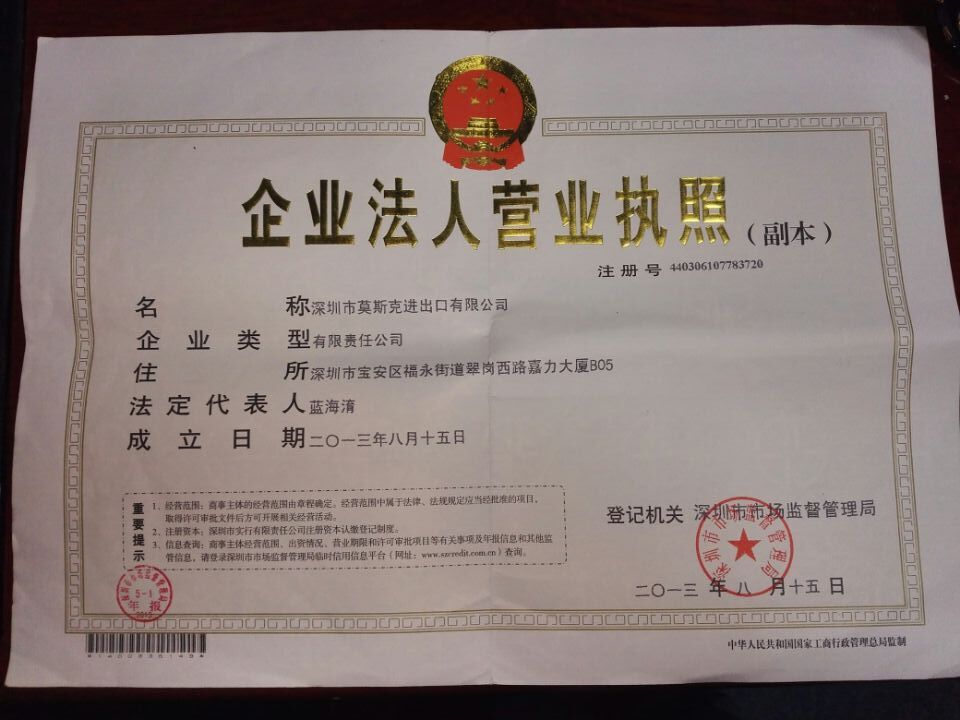 企业法人营业执照（副本）
注册号 440306107783720
名称 深圳市莫斯克进出口有限公司
企业类型 有限责任公司
住所 深圳市宝安区福永街道翠岗西路嘉力大厦B05
法定代表人 蓝海淯
成立日期 二〇一三年八月十五日
重要提示
1、经营范围：商事主体的经营范围由章程确定。经营范围中属于法律、法规规定应当经批准的项目，
取得许可审批文件后方可开展相关经营活动。
2、注册资本：深圳市实行有限责任公司注册资本认缴登记制度。
3、信息查询：商事主体经营范围、出资情况、营业期限和许可审批项目等有关事项及年报信息和其他监
管信息，请登录深圳市市场监督管理局临时信用信息平台（网址：www.szcredit.com.cn）查询。
登记机关 深圳市市场监督管理局
深圳市市场监督管理局
二〇一三 年 八 月十五 日
5-1
年报
中华人民共和国国家工商行政管理总局监制